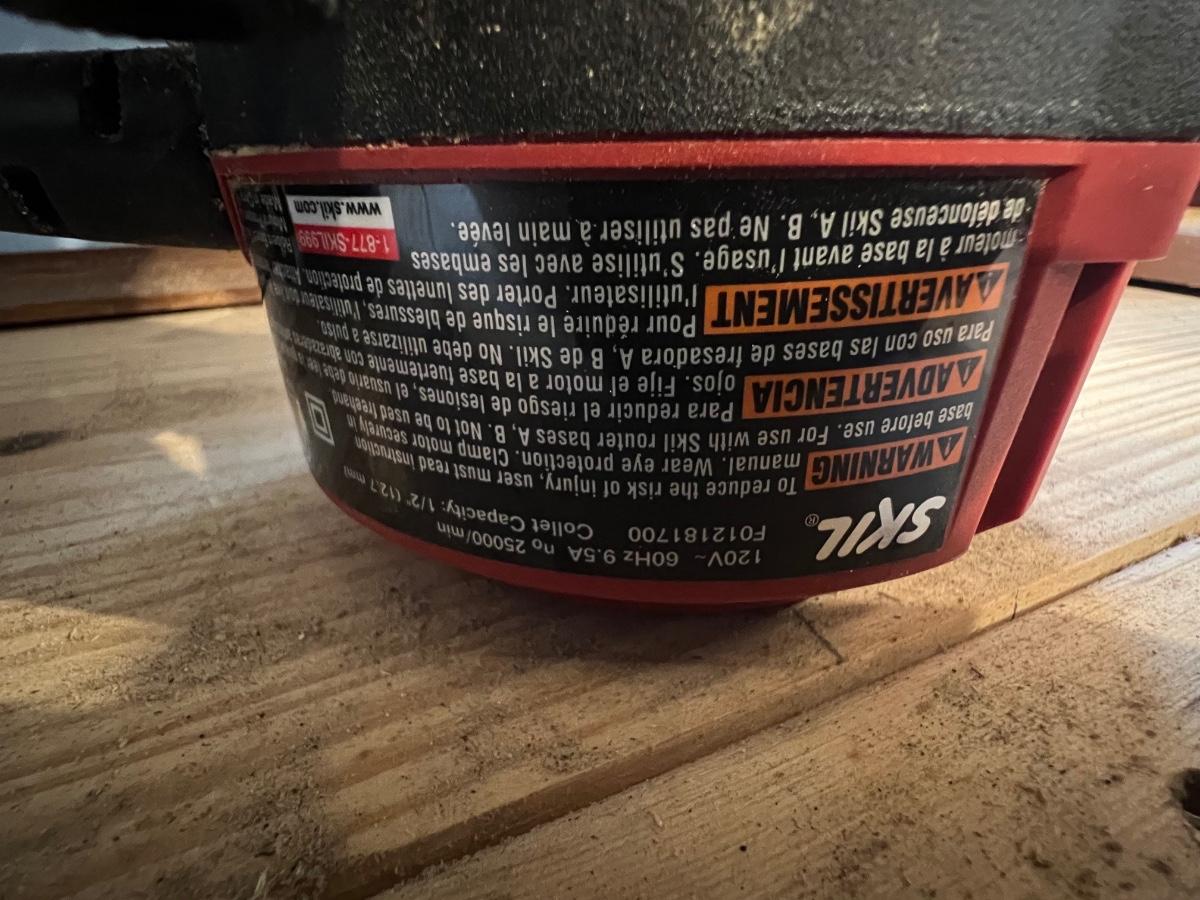 SKIL®
120V~ 60Hz 9.5A n₀ 25000/min
F012181700 Collet Capacity: 1/2" (12.7 mm)
WARNING To reduce the risk of injury, user must read instruction
manual. Wear eye protection. Clamp motor securely in
base before use. For use with Skil router bases A, B. Not to be used freehand
ADVERTENCIA Para reducir el riesgo de lesiones, el usuario debe leer
ojos. Fije el motor a la base fuertemente con abrazaderas
Para uso con las bases de fresadora A, B de Skil. No debe utilizarse a pulso.
AVERTISSEMENT Pour réduire le risque de blessures, l'utilisateur
l'utilisateur. Porter des lunettes de protection.
moteur à la base avant l'usage. S'utilise avec les embases
de défonceuse Skil A, B. Ne pas utiliser à main levée.
1-877-SKIL999
www.skil.com